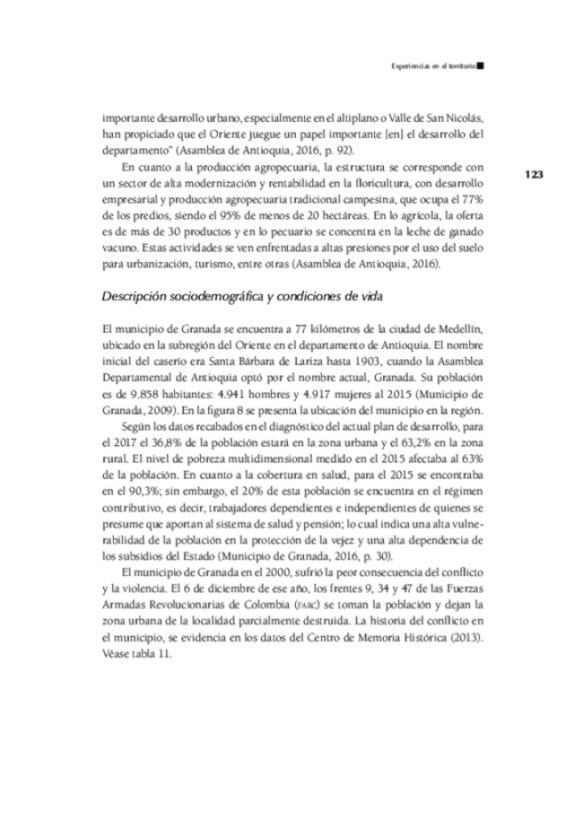 Experiencias en el territorio
importante desarrollo urbano, especialmente en el altiplano o Valle de San Nicolás,
han propiciado que el Oriente juegue un papel importante [en] el desarrollo del
departamento” (Asamblea de Antioquia, 2016, p. 92).
En cuanto a la producción agropecuaria, la estructura se corresponde con
123
un sector de alta modernización y rentabilidad en la floricultura, con desarrollo
empresarial y producción agropecuaria tradicional campesina, que ocupa el 77%
de los predios, siendo el 95% de menos de 20 hectáreas. En lo agrícola, la oferta
es de más de 30 productos y en lo pecuario se concentra en la leche de ganado
vacuno. Estas actividades se ven enfrentadas a altas presiones por el uso del suelo
para urbanización, turismo, entre otras (Asamblea de Antioquia, 2016).
Descripción sociodemográfica y condiciones de vida
El municipio de Granada se encuentra a 77 kilómetros de la ciudad de Medellín,
ubicado en la subregión del Oriente en el departamento de Antioquia. El nombre
inicial del caserío era Santa Bárbara de Lariza hasta 1903, cuando la Asamblea
Departamental de Antioquia optó por el nombre actual, Granada. Su población
es de 9.858 habitantes: 4.941 hombres y 4.917 mujeres al 2015 (Municipio de
Granada, 2009). En la figura 8 se presenta la ubicación del municipio en la región.
Según los datos recabados en el diagnóstico del actual plan de desarrollo, para
el 2017 el 36,8% de la población estará en la zona urbana y el 63,2% en la zona
rural. El nivel de pobreza multidimensional medido en el 2015 afectaba al 63%
de la población. En cuanto a la cobertura en salud, para el 2015 se encontraba
en el 90,3%; sin embargo, el 20% de esta población se encuentra en el régimen
contributivo, es decir, trabajadores dependientes e independientes de quienes se
presume que aportan al sistema de salud y pensión; lo cual indica una alta vulne-
rabilidad de la población en la protección de la vejez y una alta dependencia de
los subsidios del Estado (Municipio de Granada, 2016, p. 30).
El municipio de Granada en el 2000, sufrió la peor consecuencia del conflicto
y la violencia. El 6 de diciembre de ese año, los frentes 9, 34 y 47 de las Fuerzas
Armadas Revolucionarias de Colombia (FARC) se toman la población y dejan la
zona urbana de la localidad parcialmente destruida. La historia del conflicto en
el municipio, se evidencia en los datos del Centro de Memoria Histórica (2013).
Véase tabla 11.